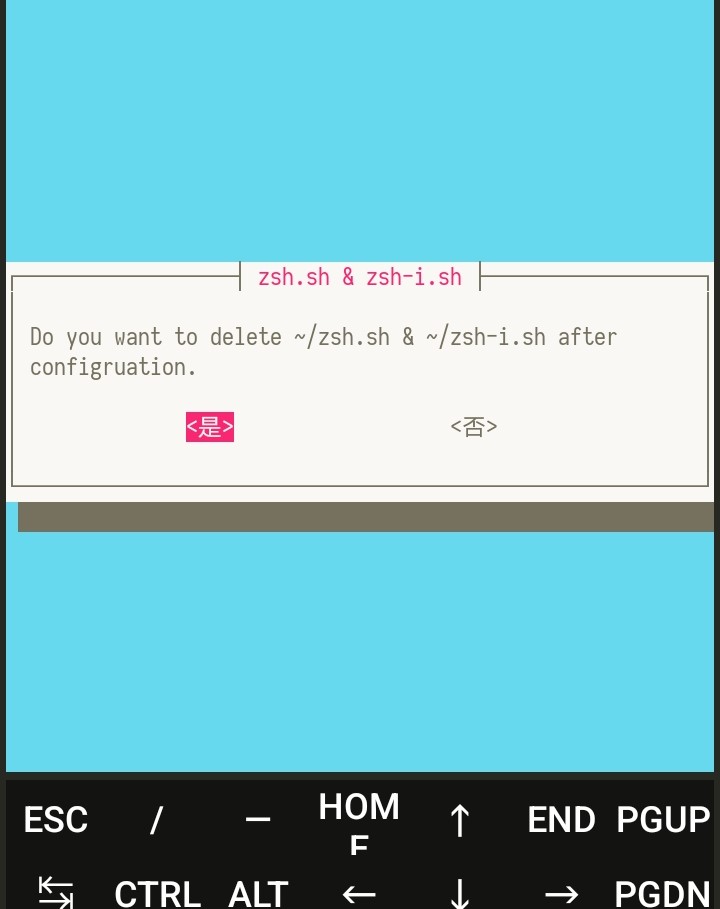 zsh.sh & zsh-i.sh
Do you want to delete ~/zsh.sh & ~/zsh-i.sh after
configruation.
<是> <否>
ESC / — HOM ↑ END PGUP
E
↹ CTRL ALT ← ↓ → PGDN